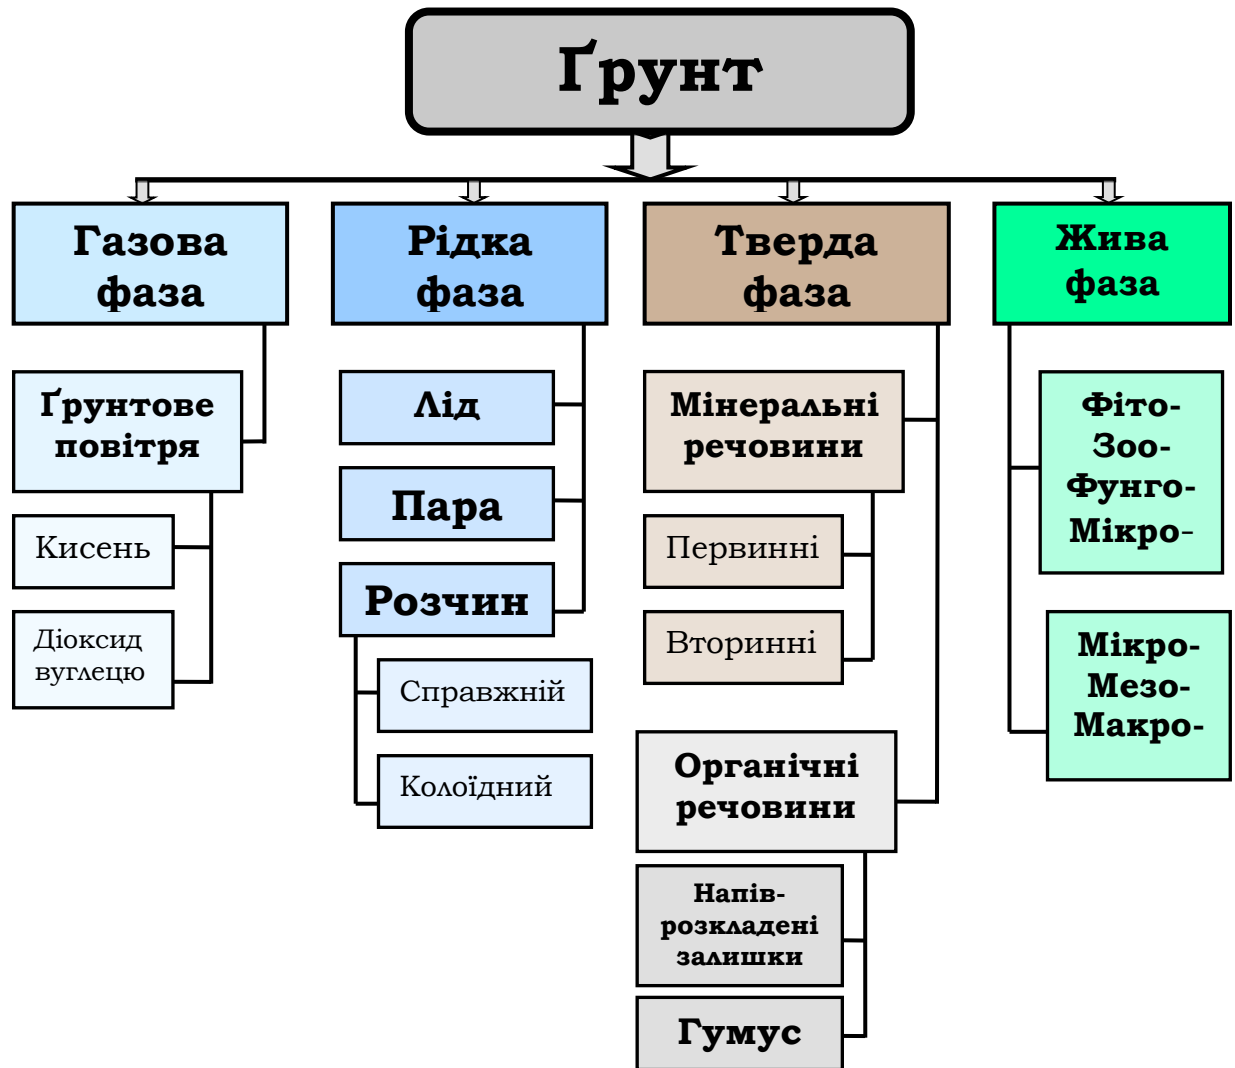 Ґрунт
Газова
фаза
Рідка
фаза
Тверда
фаза
Жива
фаза
Ґрунтове
повітря
Кисень
Діоксид
вуглецю
Лід
Пара
Розчин
Справжній
Колоїдний
Мінеральні
речовини
Первинні
Вторинні
Органічні
речовини
Напів-
розкладені
залишки
Гумус
Фіто-
Зоо-
Фунго-
Мікро-
Мікро-
Мезо-
Макро-